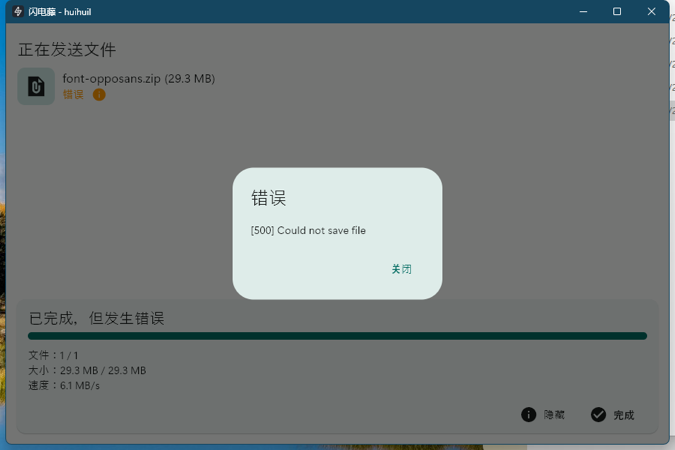 闪电藤 - huihuil
正在发送文件
font-opposans.zip (29.3 MB)
错误
错误
[500] Could not save file
关闭
已完成，但发生错误
文件：1 / 1
大小：29.3 MB / 29.3 MB
速度：6.1 MB/s
隐藏
完成